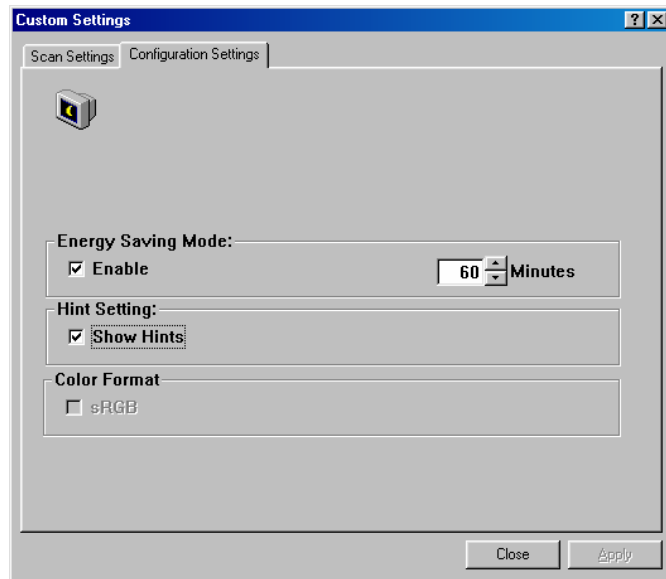 Custom Settings
Scan Settings Configuration Settings
Energy Saving Mode:
Enable 60 Minutes
Hint Setting:
Show Hints
Color Format
sRGB
Close Apply